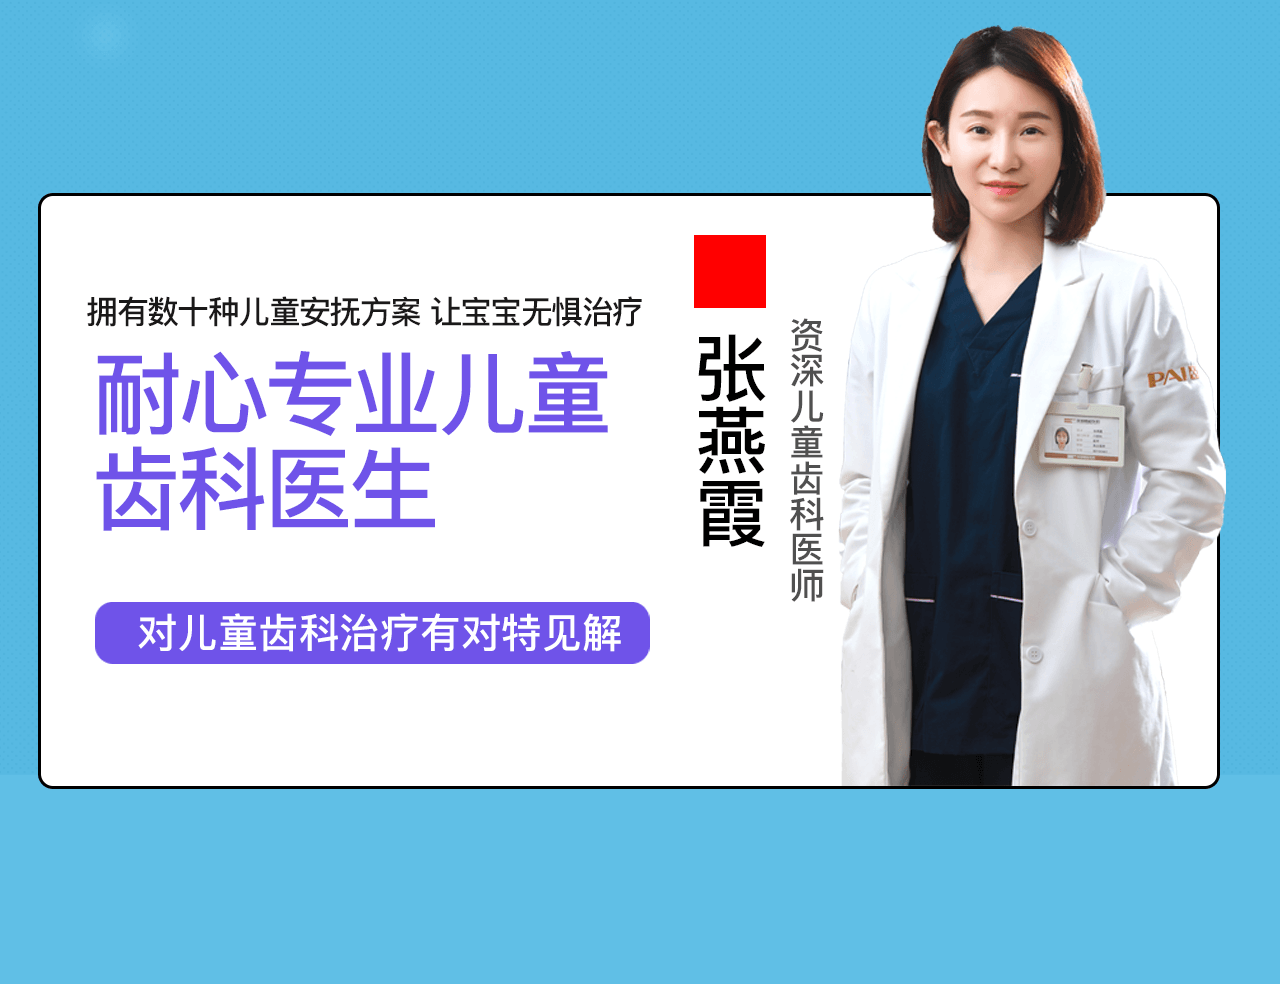 拥有数十种儿童安抚方案 让宝宝无惧治疗
耐心专业儿童
齿科医生
对儿童齿科治疗有对特见解
张燕霞
资深儿童齿科医师